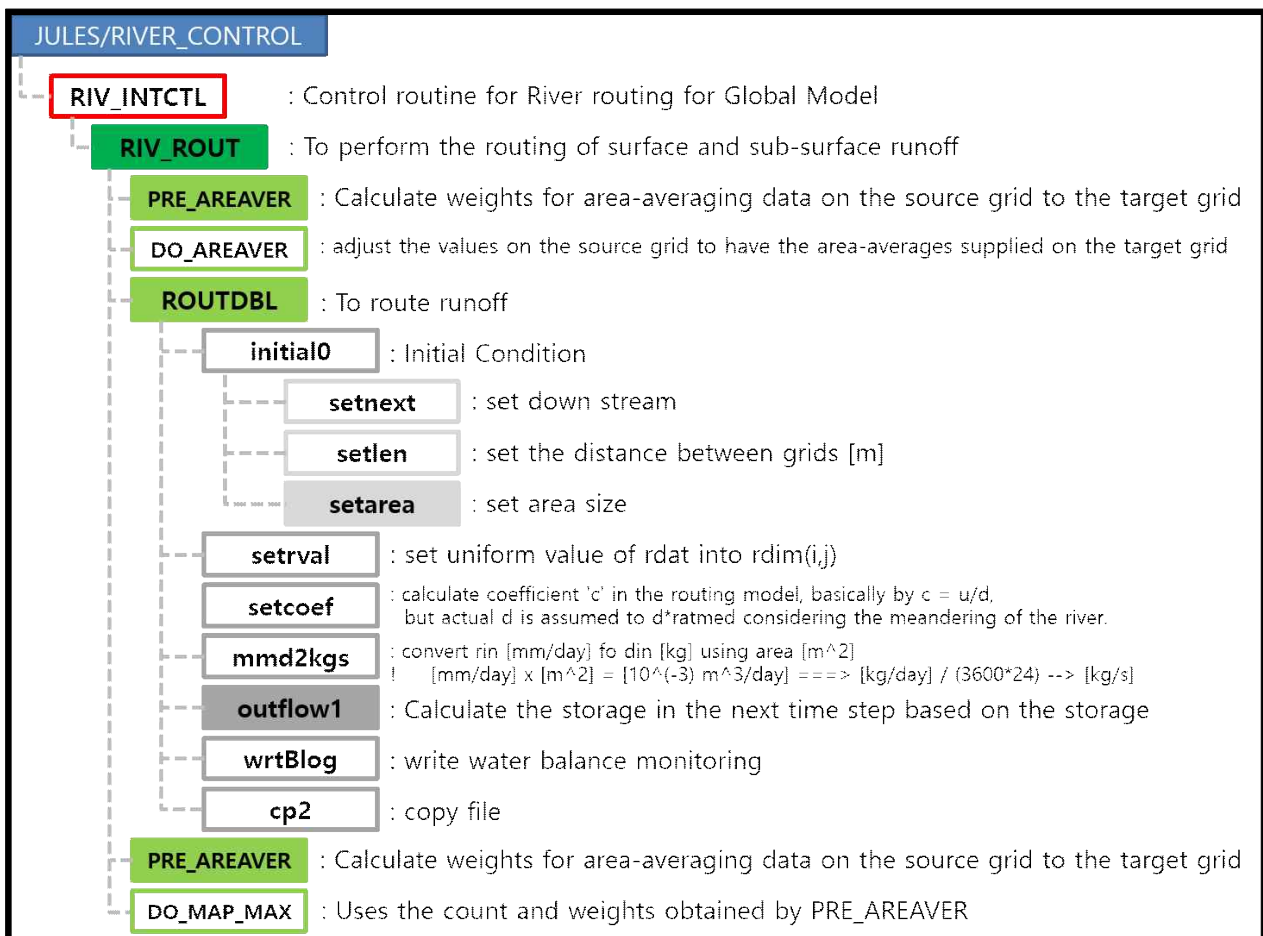 JULES/RIVER_CONTROL
RIV_INTCTL : Control routine for River routing for Global Model
RIV_ROUT : To perform the routing of surface and sub-surface runoff
PRE_AREAVER : Calculate weights for area-averaging data on the source grid to the target grid
DO_AREAVER : adjust the values on the source grid to have the area-averages supplied on the target grid
ROUTDBL : To route runoff
initial0 : Initial Condition
setnext : set down stream
setlen : set the distance between grids [m]
setarea : set area size
setrval : set uniform value of rdat into rdim(i,j)
setcoef : calculate coefficient 'c' in the routing model, basically by c = u/d,
but actual d is assumed to d*ratmed considering the meandering of the river.
mmd2kgs : convert rin [mm/day] fo din [kg] using area [m^2]
! [mm/day] x [m^2] = [10^(-3) m^3/day] ===> [kg/day] / (3600*24) --> [kg/s]
outflow1 : Calculate the storage in the next time step based on the storage
wrtBlog : write water balance monitoring
cp2 : copy file
PRE_AREAVER : Calculate weights for area-averaging data on the source grid to the target grid
DO_MAP_MAX : Uses the count and weights obtained by PRE_AREAVER